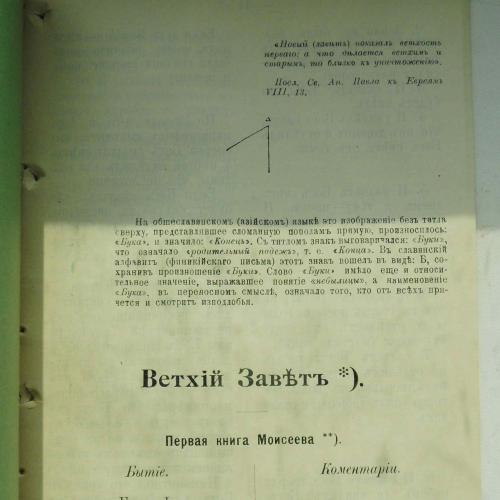 «Новый (завѣтъ) показалъ ветхость
перваго; а что дѣлается ветхимъ и
старымъ, то близко къ уничтоженію».
Посл. Св. Ап. Павла къ Евреям
VIII, 13.
На общеславянскомъ (азійскомъ) языкѣ это изображеніе безъ титла
сверху, представлявшее сломанную пополамъ прямую, произносилось:
«Бука», и значило: «Конецъ». Съ титломъ знакъ выговаривался: «Буки»,
что означало «родительный падежъ», т. е. «Конца». Въ славянскій
алфавитъ (финикійскаго письма) этотъ знакъ вошелъ въ видѣ: Б, со-
хранивъ произношеніе «Буки». Слово «Буки» имѣло еще и относи-
тельное значеніе, выражавшее понятіе «небылицы», а наименованіе
«Бука», въ переносномъ смыслѣ, означало того, кто отъ всѣхъ пря-
чется и смотритъ изподлобья.
Ветхій Завѣтъ *).
Первая книга Моисеева **).
Бытіе. Коментаріи.